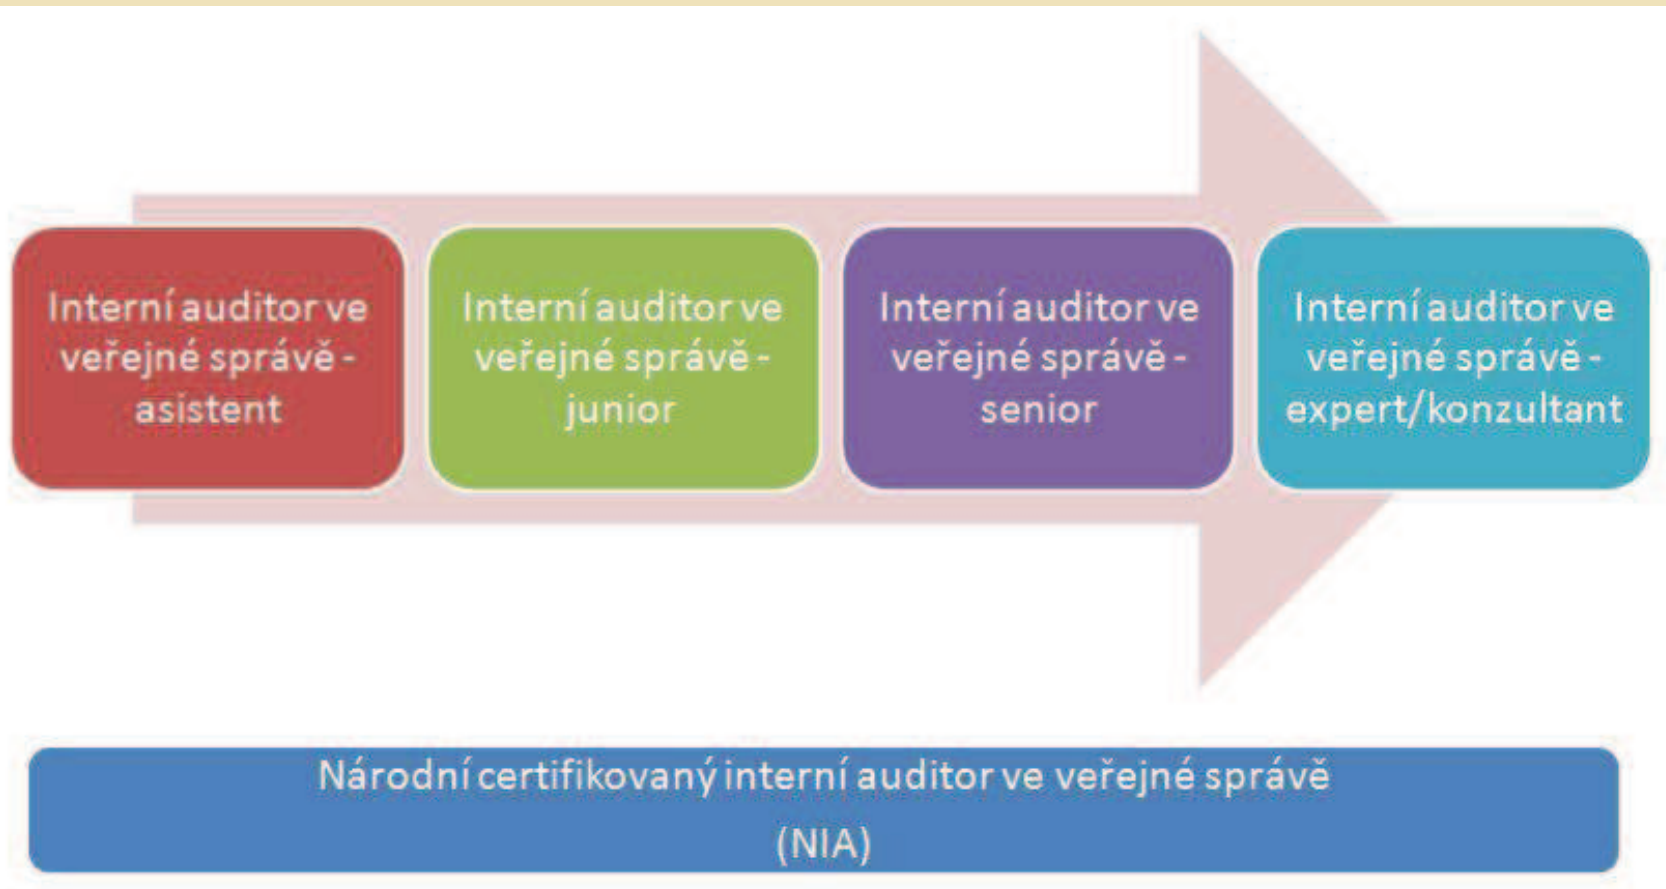 Interní auditor ve
veřejné správě -
asistent
Interní auditor ve
veřejné správě -
junior
Interní auditor ve
veřejné správě -
senior
Interní auditor ve
veřejné správě -
expert/konzultant
Národní certifikovaný interní auditor ve veřejné správě
(NIA)